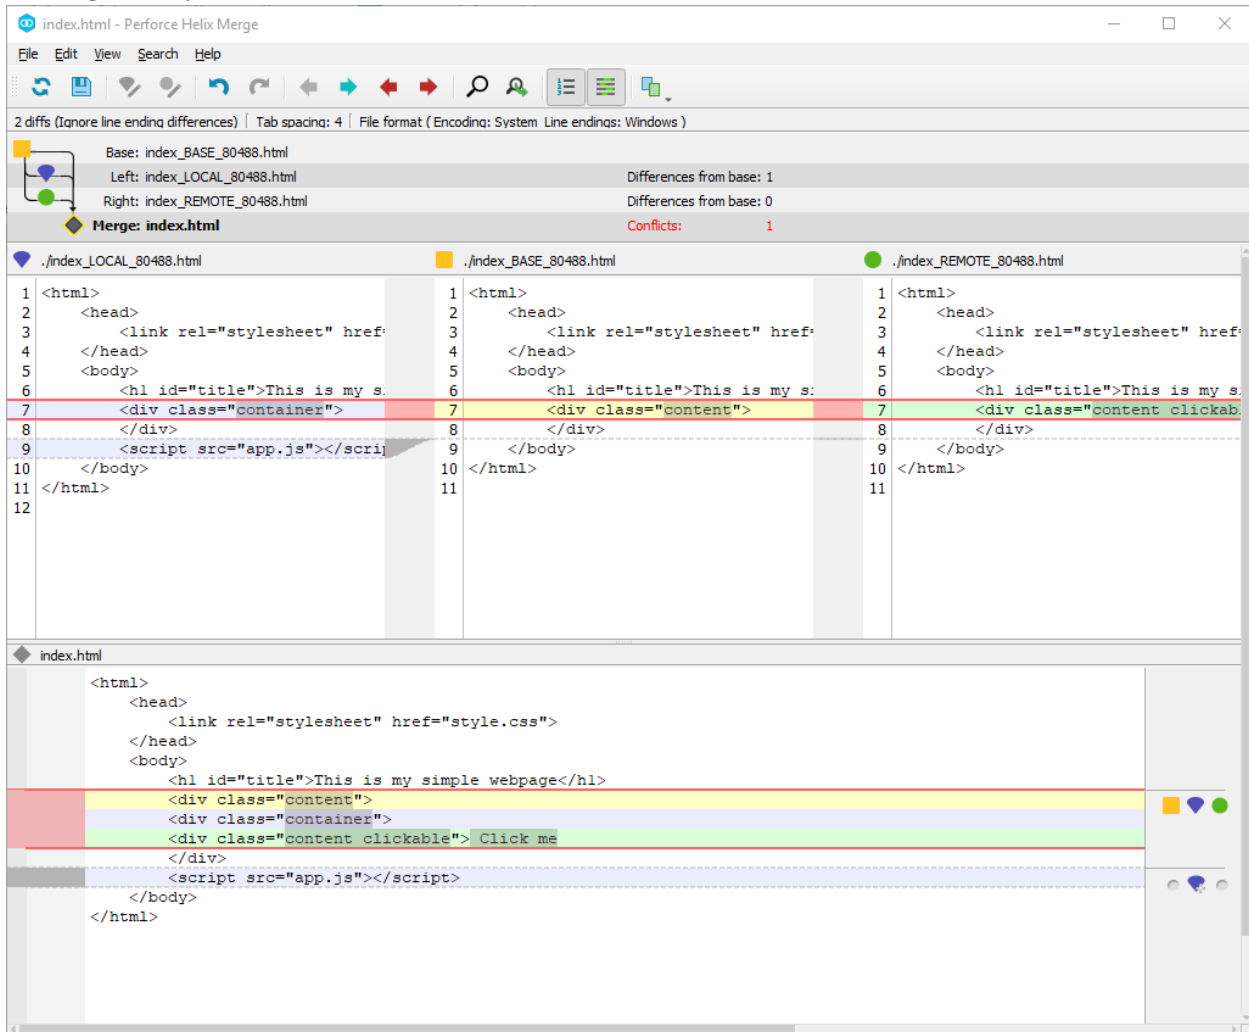 index.html - Perforce Helix Merge
File Edit View Search Help
2 diffs (Ignore line ending differences) Tab spacing: 4 File format ( Encoding: System Line endings: Windows )
Base: index_BASE_80488.html
Left: index_LOCAL_80488.html Differences from base: 1
Right: index_REMOTE_80488.html Differences from base: 0
Merge: index.html Conflicts: 1
./index_LOCAL_80488.html ./index_BASE_80488.html ./index_REMOTE_80488.html
1 <html> 1 <html> 1 <html>
2 <head> 2 <head> 2 <head>
3 <link rel="stylesheet" href 3 <link rel="stylesheet" href 3 <link rel="stylesheet" href
4 </head> 4 </head> 4 </head>
5 <body> 5 <body> 5 <body>
6 <h1 id="title">This is my s 6 <h1 id="title">This is my s 6 <h1 id="title">This is my s
7 <div class="container"> 7 <div class="content"> 7 <div class="content clickab
8 </div> 8 </div> 8 </div>
9 <script src="app.js"></scrip 9 </body> 9 </body>
10 </body> 10 </html> 10 </html>
11 </html> 11 11
12
index.html
<html>
<head>
<link rel="stylesheet" href="style.css">
</head>
<body>
<h1 id="title">This is my simple webpage</h1>
<div class="content">
<div class="container">
<div class="content clickable"> Click me
</div>
<script src="app.js"></script>
</body>
</html>